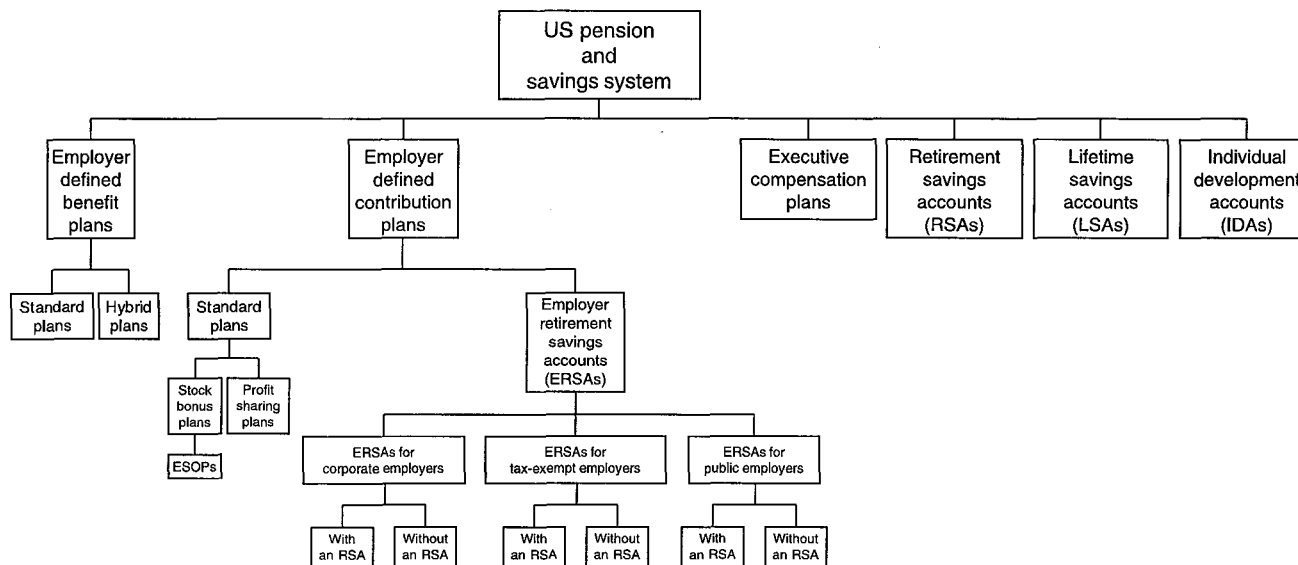 US pension
and
savings system
Employer
defined
benefit
plans
Employer
defined
contribution
plans
Executive
compensation
plans
Retirement
savings
accounts
(RSAs)
Lifetime
savings
accounts
(LSAs)
Individual
development
accounts
(IDAs)
Standard
plans
Hybrid
plans
Standard
plans
Employer
retirement
savings
accounts
(ERSAs)
Stock
bonus
plans
Profit
sharing
plans
ESOPs
ERSAs for
corporate employers
ERSAs for
tax-exempt employers
ERSAs for
public employers
With
an RSA
Without
an RSA
With
an RSA
Without
an RSA
With
an RSA
Without
an RSA